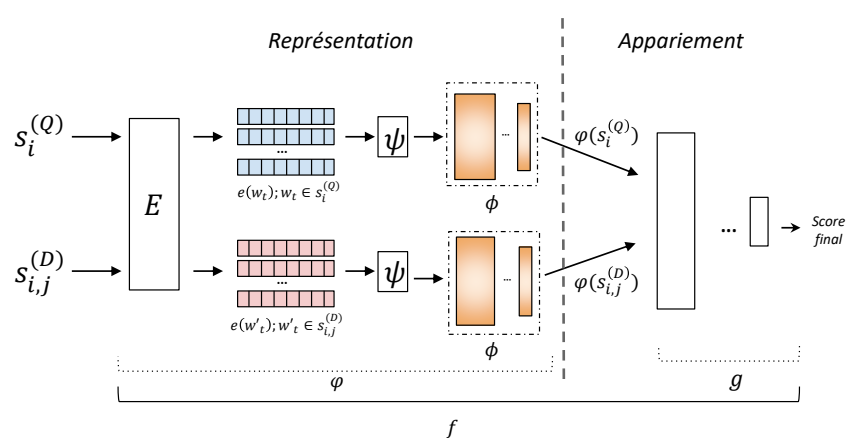 Représentation
Appariement
s_i^(Q)
E
...
e(w_t); w_t ∈ s_i^(Q)
ψ
...
ϕ
φ(s_i^(Q))
s_{i,j}^(D)
...
e(w'_t); w'_t ∈ s_{i,j}^(D)
ψ
...
ϕ
φ(s_{i,j}^(D))
...
Score
final
φ
g
f